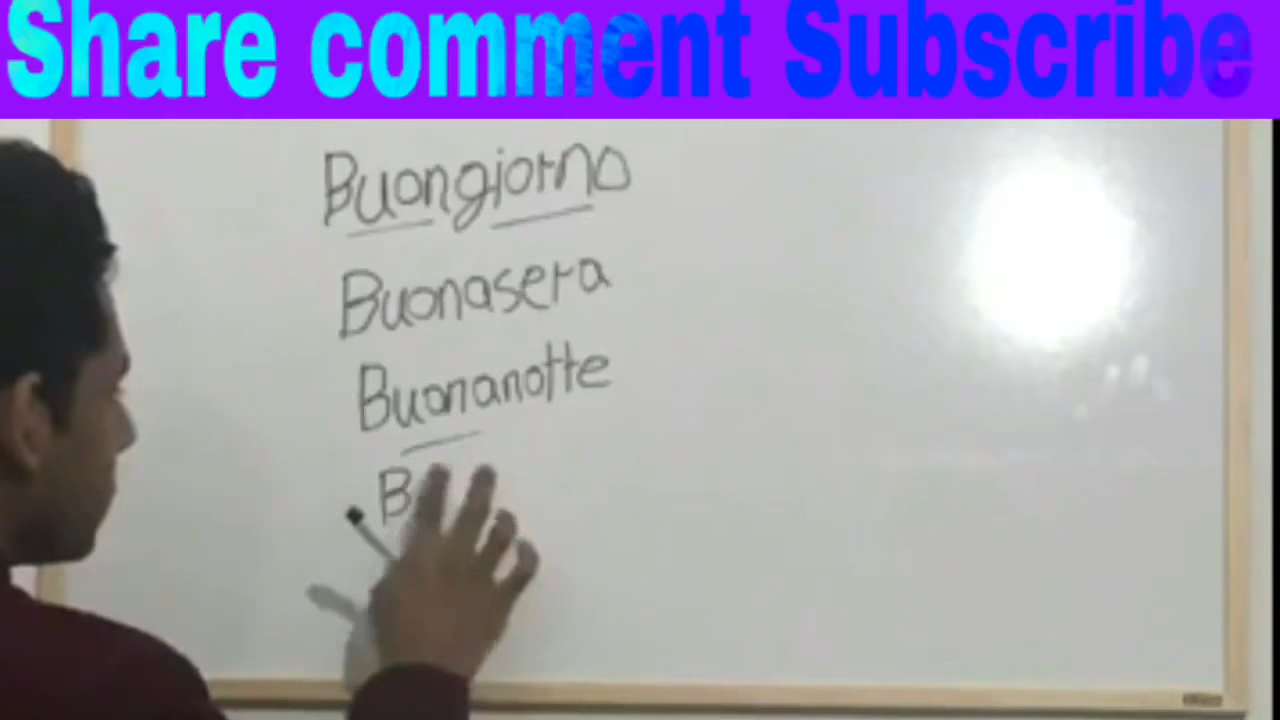 Share comment Subscribe
Buongiorno
Buonasera
Buonanotte
B